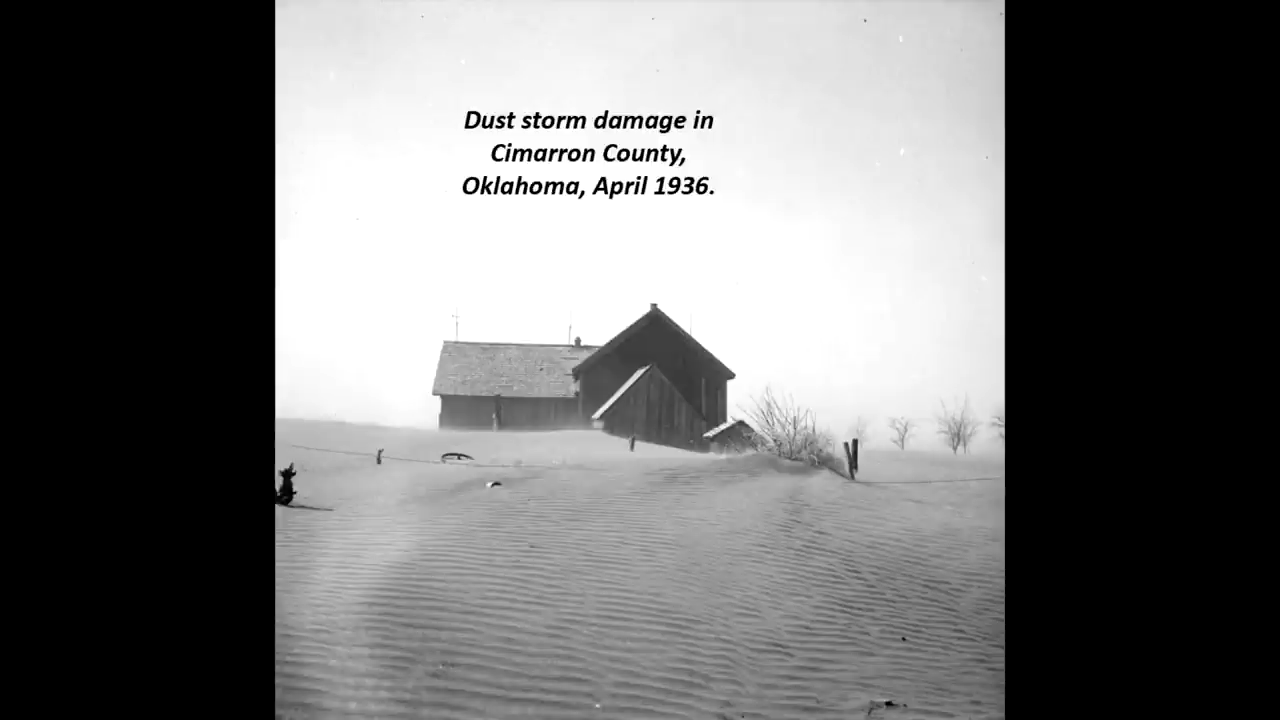 Dust storm damage in
Cimarron County,
Oklahoma, April 1936.